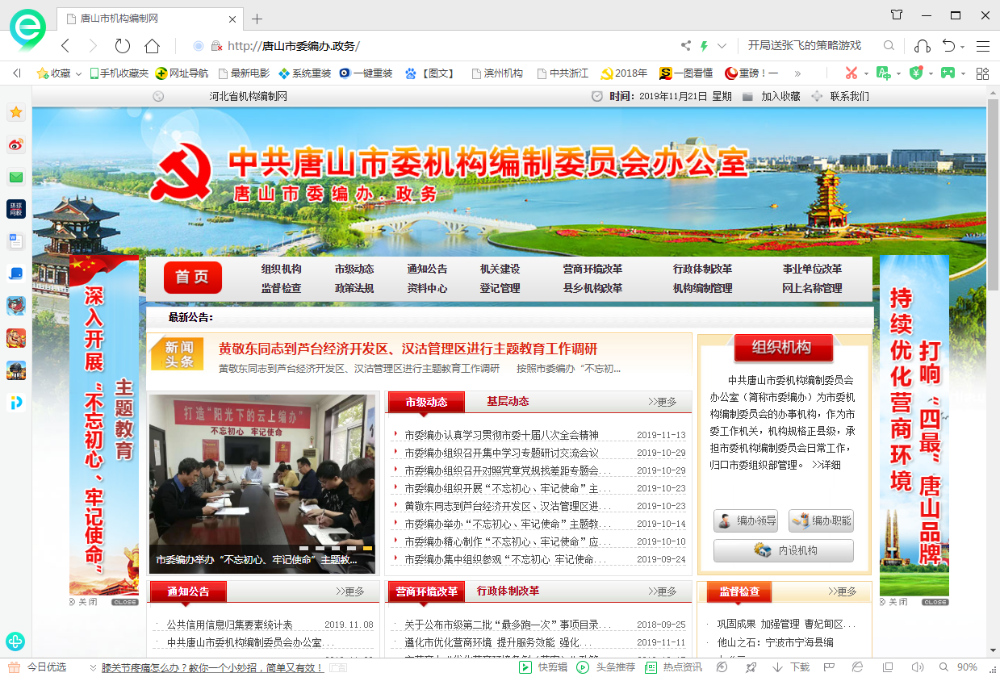 唐山市机构编制网
http://唐山市委编办.政务/
开局送张飞的策略游戏
收藏 手机收藏夹 网址导航 最新电影 系统重装 一键重装 【图文】 滨州机构 中共浙江 2018年 一图看懂 重磅！一
河北省机构编制网
时间：2019年11月21日 星期 加入收藏 联系我们
中共唐山市委机构编制委员会办公室
唐山市委编办.政务
首页
组织机构 市级动态 通知公告 机关建设 营商环境改革 行政体制改革 事业单位改革
监督检查 政策法规 资料中心 登记管理 县乡机构改革 机构编制管理 网上名称管理
最新公告：
深入开展“不忘初心、牢记使命”
主题教育
关闭 CLOSE
新闻
头条
黄敬东同志到芦台经济开发区、汉沽管理区进行主题教育工作调研
黄敬东同志到芦台经济开发区、汉沽管理区进行主题教育工作调研 按照市委编办“不忘初...
打造“阳光下的云上编办”
不忘初心 牢记使命
市委编办举办“不忘初心、牢记使命”主题教...
市级动态 基层动态 >>更多
市委编办认真学习贯彻市委十届八次全会精神 2019-11-13
市委编办组织召开集中学习专题研讨交流会议 2019-10-29
市委编办组织召开对照党章党规找差距专题会... 2019-10-29
市委编办组织开展“不忘初心、牢记使命”主... 2019-10-23
黄敬东同志到芦台经济开发区、汉沽管理区进... 2019-10-23
市委编办举办“不忘初心、牢记使命”主题教... 2019-10-14
市委编办精心制作“不忘初心、牢记使命”应... 2019-10-10
市委编办集中组织参观“不忘初心 牢记使命... 2019-09-24
组织机构
中共唐山市委机构编制委员会
办公室（简称市委编办）为市委机
构编制委员会的办事机构，作为市
委工作机关，机构规格正县级，承
担市委机构编制委员会日常工作，
归口市委组织部管理。 >>详细
编办领导 编办职能
内设机构
持续优化营商环境
打响“四最”唐山品牌
关闭 CLOSE
通知公告 >>更多
公共信用信息归集要素统计表 2019.11.08
中共唐山市委机构编制委员会办公室...
营商环境改革 行政体制改革 >>更多
关于公布市级第二批“最多跑一次”事项目录... 2018-09-25
遵化市优化营商环境 提升服务效能 强化... 2019-11-11
监督检查 >>更多
巩固成果 加强管理 曹妃甸区...
他山之石：宁波市宁海县编
今日优选 膝关节疼痛怎么办？教你一个小妙招，简单又有效！ 广告
快剪辑 头条推荐 热点资讯 下载 90%